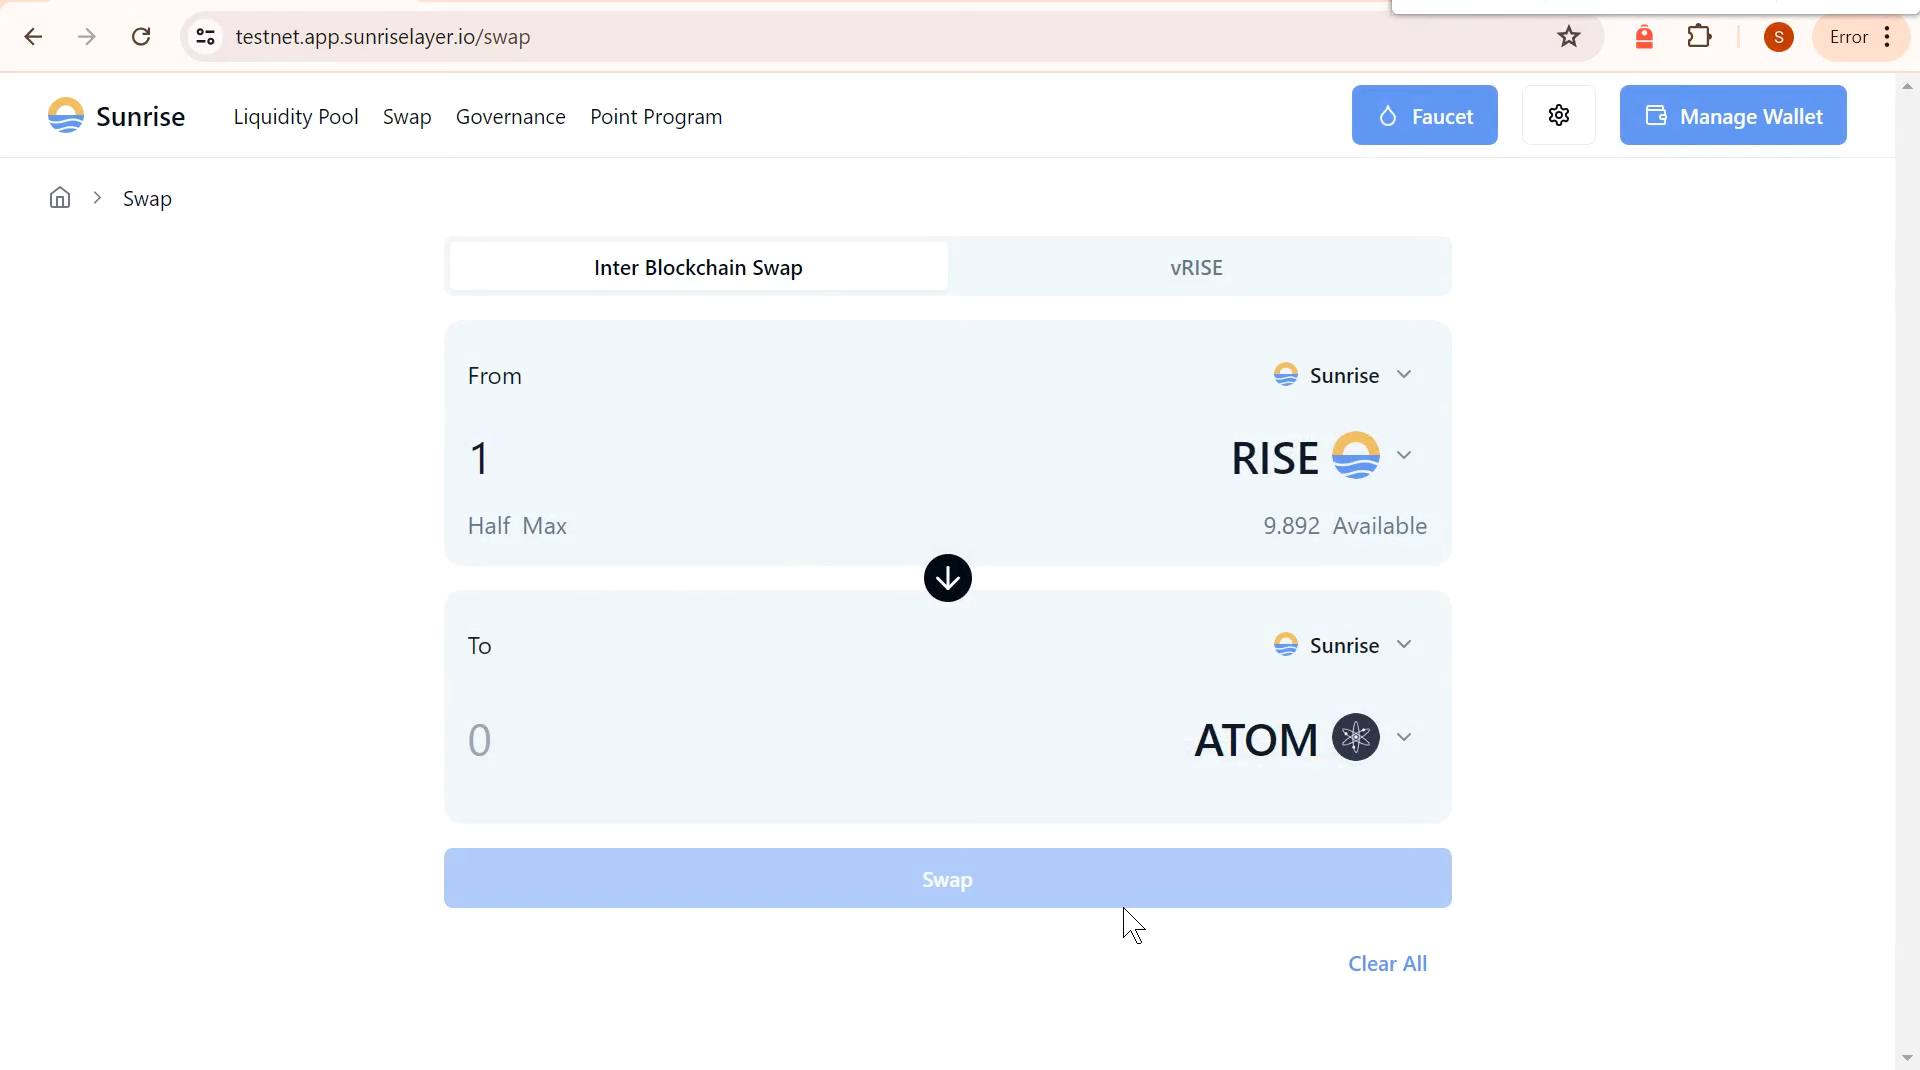 testnet.app.sunriselayer.io/swap
S
Error
Sunrise
Liquidity Pool
Swap
Governance
Point Program
Faucet
Manage Wallet
Swap
Inter Blockchain Swap
vRISE
From
Sunrise
1
RISE
Half Max
9.892 Available
To
Sunrise
0
ATOM
Swap
Clear All